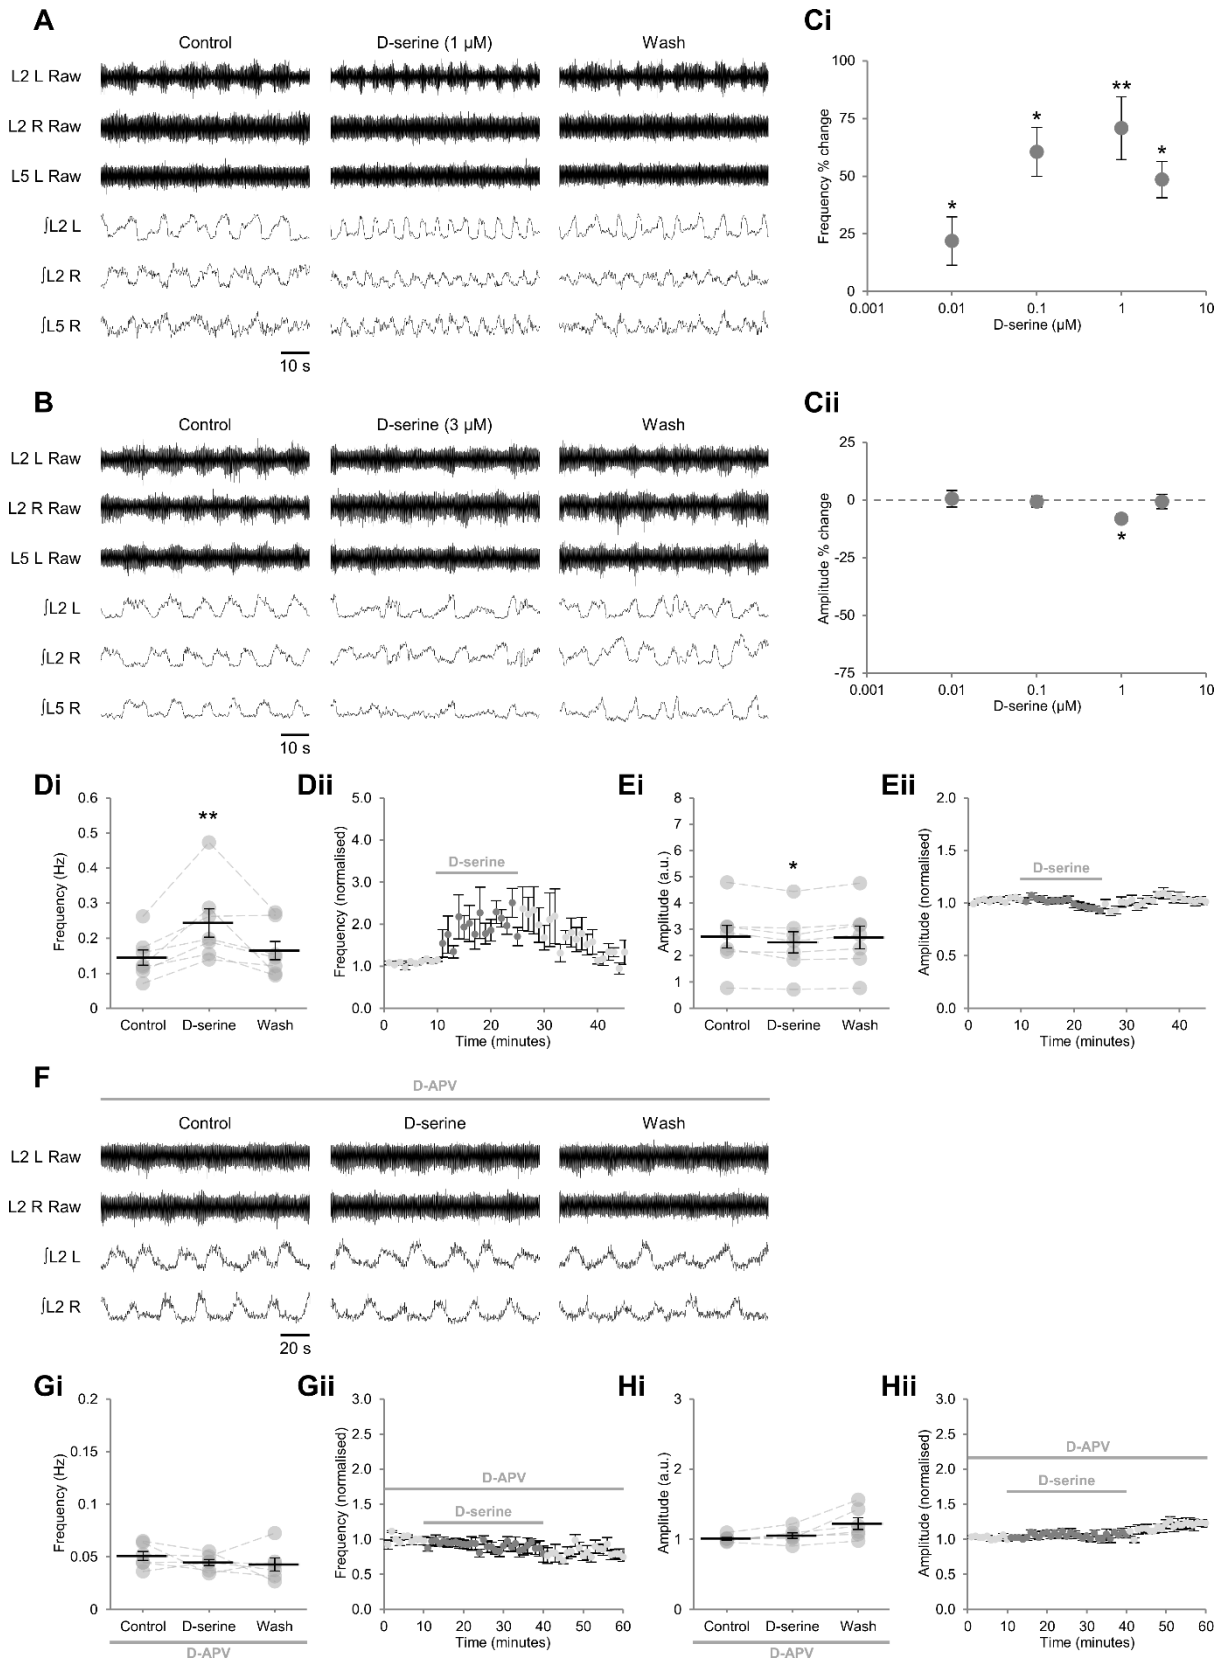 A
Control
D-serine (1 µM)
Wash
L2 L Raw
L2 R Raw
L5 L Raw
∫L2 L
∫L2 R
∫L5 R
10 s
Ci
Frequency % change
100
75
50
25
0
*
*
**
*
0.001
0.01
0.1
1
10
D-serine (µM)
B
Control
D-serine (3 µM)
Wash
L2 L Raw
L2 R Raw
L5 L Raw
∫L2 L
∫L2 R
∫L5 R
10 s
Cii
Amplitude % change
25
0
-25
-50
-75
*
0.001
0.01
0.1
1
10
D-serine (µM)
Di
Frequency (Hz)
0.6
0.5
0.4
0.3
0.2
0.1
0
**
Control
D-serine
Wash
Dii
Frequency (normalised)
5.0
4.0
3.0
2.0
1.0
0.0
D-serine
0
10
20
30
40
Time (minutes)
Ei
Amplitude (a.u.)
8
7
6
5
4
3
2
1
0
*
Control
D-serine
Wash
Eii
Amplitude (normalised)
2.0
1.5
1.0
0.5
0.0
D-serine
0
10
20
30
40
Time (minutes)
F
D-APV
Control
D-serine
Wash
L2 L Raw
L2 R Raw
∫L2 L
∫L2 R
20 s
Gi
Frequency (Hz)
0.2
0.15
0.1
0.05
0
Control
D-serine
Wash
D-APV
Gii
Frequency (normalised)
3.0
2.5
2.0
1.5
1.0
0.5
0.0
D-APV
D-serine
0
10
20
30
40
50
60
Time (minutes)
Hi
Amplitude (a.u.)
3
2
1
0
Control
D-serine
Wash
D-APV
Hii
Amplitude (normalised)
3.0
2.5
2.0
1.5
1.0
0.5
0.0
D-APV
D-serine
0
10
20
30
40
50
60
Time (minutes)